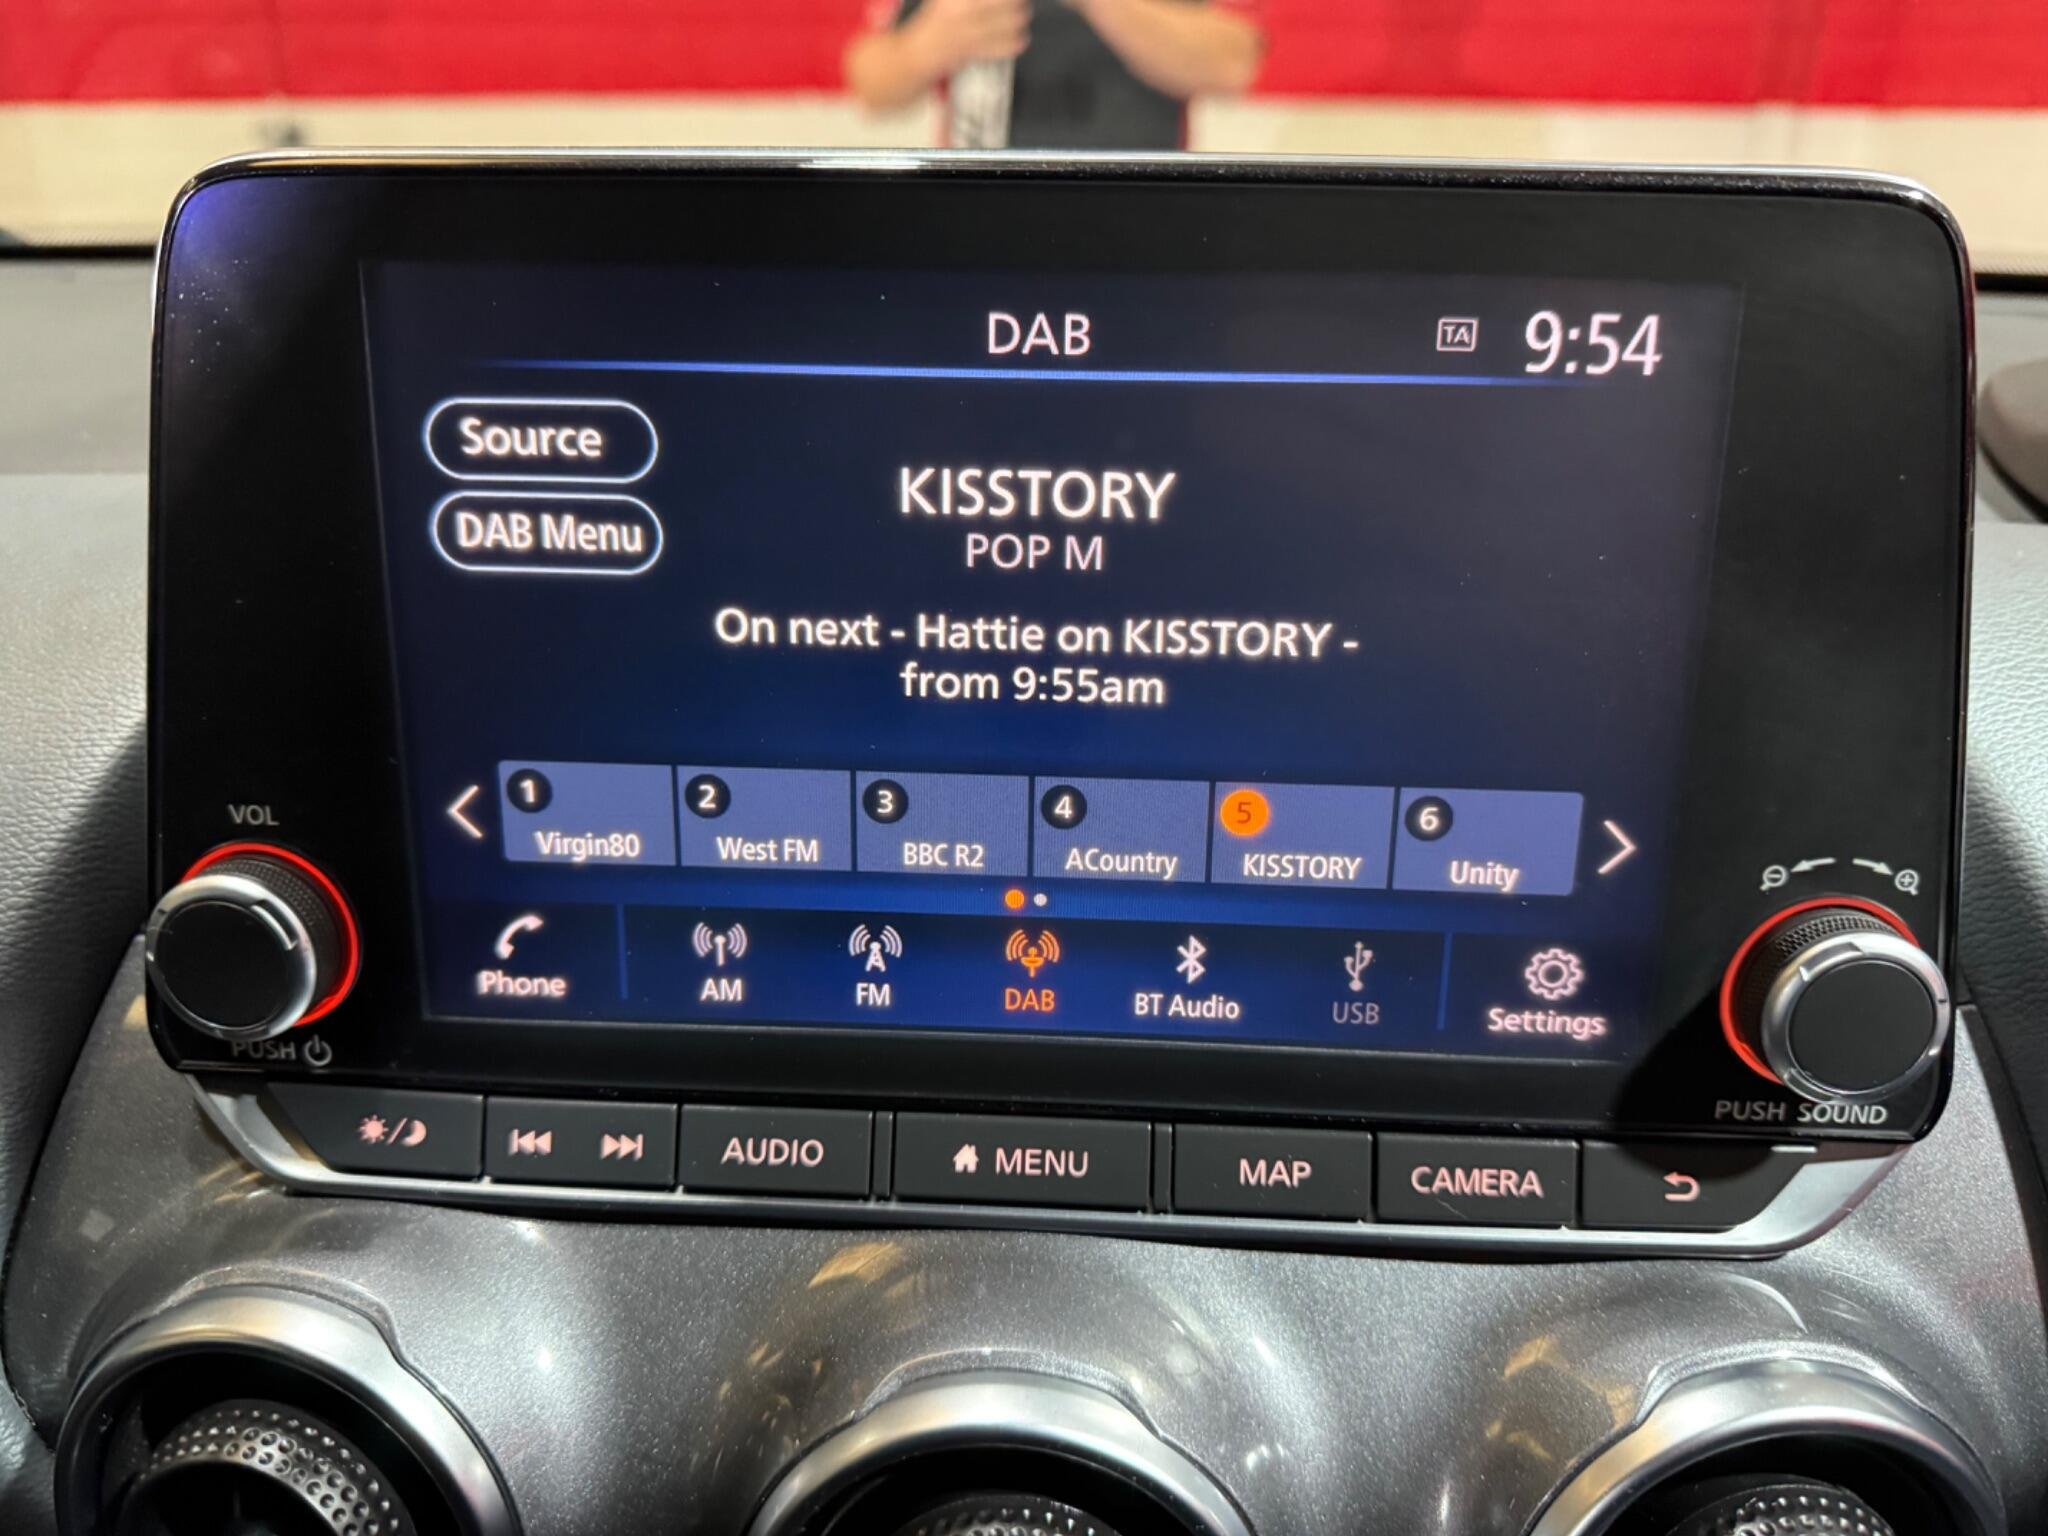 DAB
TA 9:54
Source
DAB Menu
KISSTORY
POP M
On next - Hattie on KISSTORY -
from 9:55am
1 2 3 4 5 6
Virgin80 West FM BBC R2 ACountry KISSTORY Unity
Phone AM FM DAB BT Audio USB Settings
VOL
PUSH
PUSH SOUND
AUDIO MENU MAP CAMERA